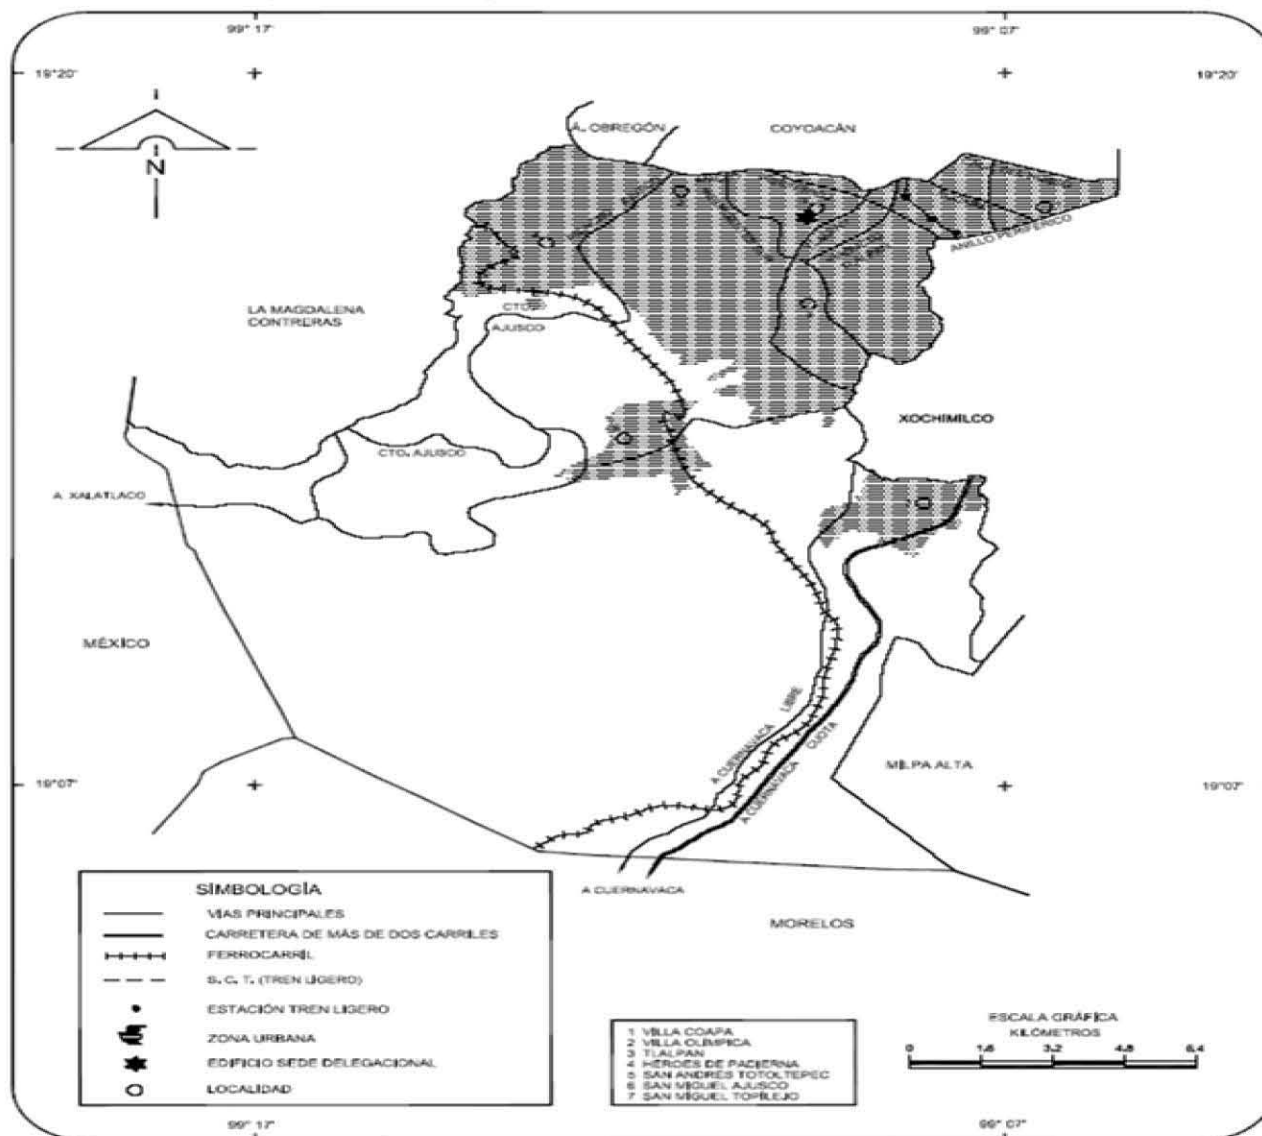 99° 17'
99° 07'
19°20'
19°20'
N
A. OBREGÓN
COYOACÁN
ANILLO PERIFÉRICO
LA MAGDALENA
CONTRERAS
CTO.
AJUSCO
XOCHIMILCO
CTO. AJUSCO
A XALATLACO
MÉXICO
A CUERNAVACA LIBRE
A CUERNAVACA CUOTA
MILPA ALTA
19°07'
19°07'
A CUERNAVACA
MORELOS
SIMBOLOGÍA
VÍAS PRINCIPALES
CARRETERA DE MÁS DE DOS CARRILES
FERROCARRÍL
S. C. T. (TREN LIGERO)
ESTACIÓN TREN LIGERO
ZONA URBANA
EDIFICIO SEDE DELEGACIONAL
LOCALIDAD
1 VILLA COAPA
2 VILLA OLÍMPICA
3 TLALPAN
4 HÉROES DE PADIERNA
5 SAN ANDRÉS TOTOLTEPEC
6 SAN MIGUEL AJUSCO
7 SAN MIGUEL TOPILEJO
ESCALA GRÁFICA
KILÓMETROS
0 1.6 3.2 4.8 6.4
99° 17'
99° 07'